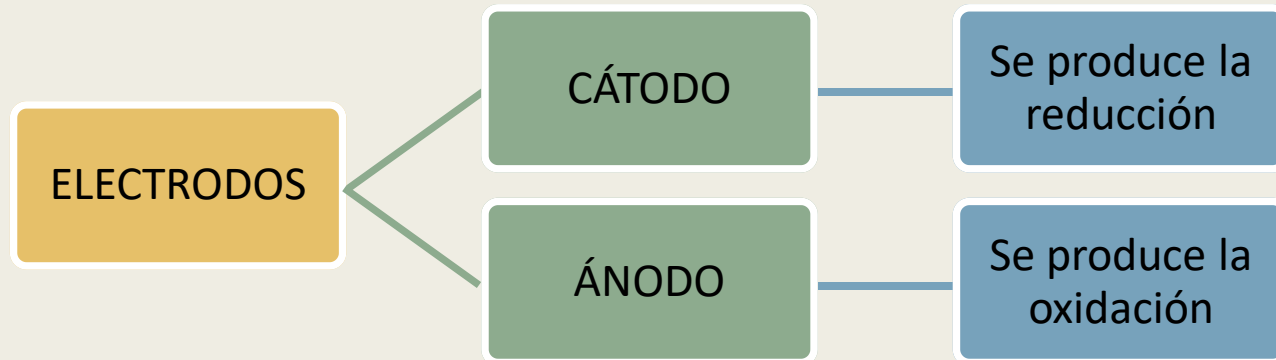 ELECTRODOS
CÁTODO
Se produce la
reducción
ÁNODO
Se produce la
oxidación